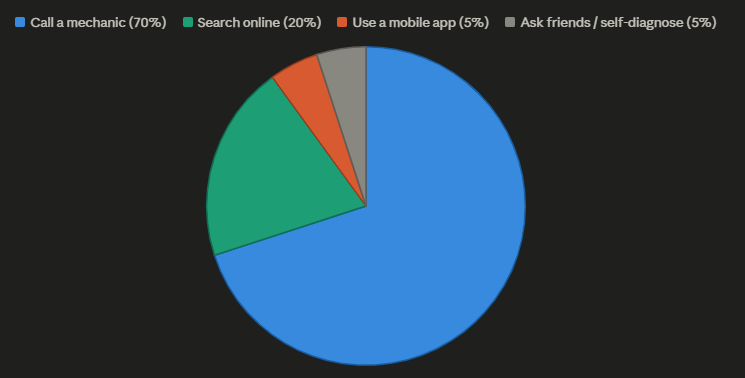 Call a mechanic (70%) Search online (20%) Use a mobile app (5%) Ask friends / self-diagnose (5%)